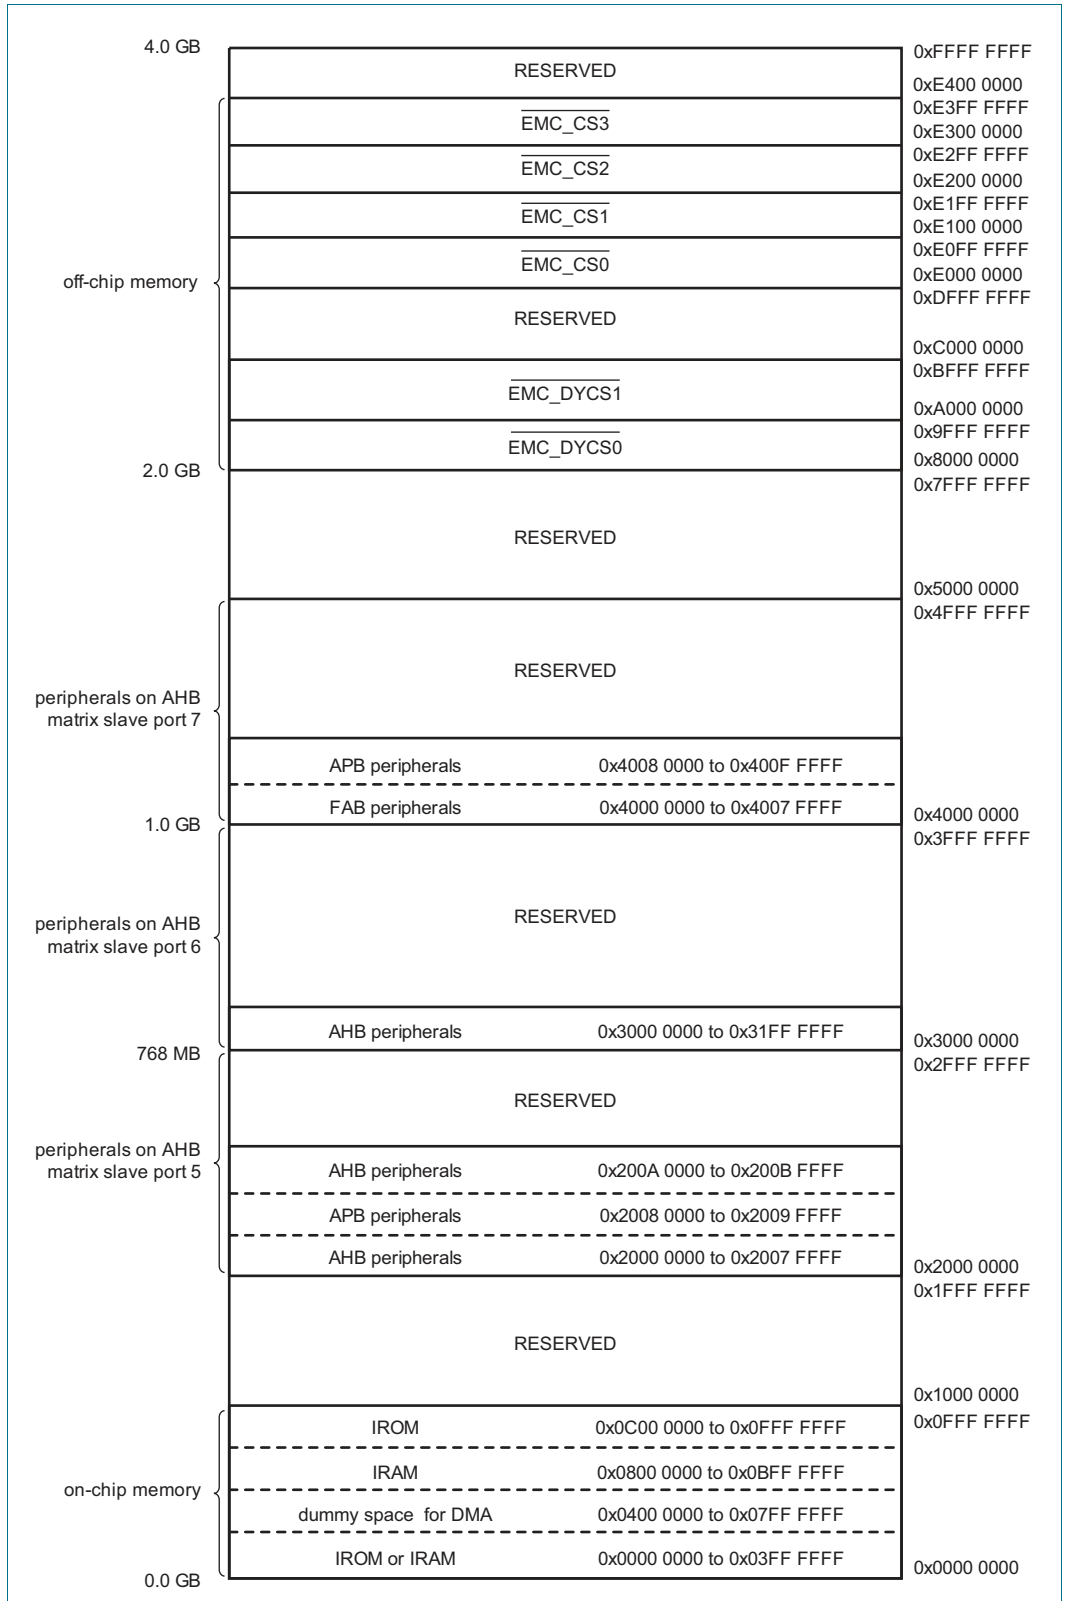 4.0 GB
0xFFFF FFFF
RESERVED
0xE400 0000
0xE3FF FFFF
EMC_CS3
0xE300 0000
0xE2FF FFFF
EMC_CS2
0xE200 0000
0xE1FF FFFF
EMC_CS1
0xE100 0000
0xE0FF FFFF
EMC_CS0
0xE000 0000
off-chip memory
0xDFFF FFFF
RESERVED
0xC000 0000
0xBFFF FFFF
EMC_DYCS1
0xA000 0000
0x9FFF FFFF
EMC_DYCS0
0x8000 0000
2.0 GB
0x7FFF FFFF
RESERVED
0x5000 0000
0x4FFF FFFF
RESERVED
peripherals on AHB
matrix slave port 7
APB peripherals 0x4008 0000 to 0x400F FFFF
FAB peripherals 0x4000 0000 to 0x4007 FFFF
0x4000 0000
1.0 GB
0x3FFF FFFF
RESERVED
peripherals on AHB
matrix slave port 6
AHB peripherals 0x3000 0000 to 0x31FF FFFF
0x3000 0000
768 MB
0x2FFF FFFF
RESERVED
peripherals on AHB
matrix slave port 5
AHB peripherals 0x200A 0000 to 0x200B FFFF
APB peripherals 0x2008 0000 to 0x2009 FFFF
AHB peripherals 0x2000 0000 to 0x2007 FFFF
0x2000 0000
0x1FFF FFFF
RESERVED
0x1000 0000
0x0FFF FFFF
IROM 0x0C00 0000 to 0x0FFF FFFF
IRAM 0x0800 0000 to 0x0BFF FFFF
on-chip memory
dummy space for DMA 0x0400 0000 to 0x07FF FFFF
IROM or IRAM 0x0000 0000 to 0x03FF FFFF
0x0000 0000
0.0 GB